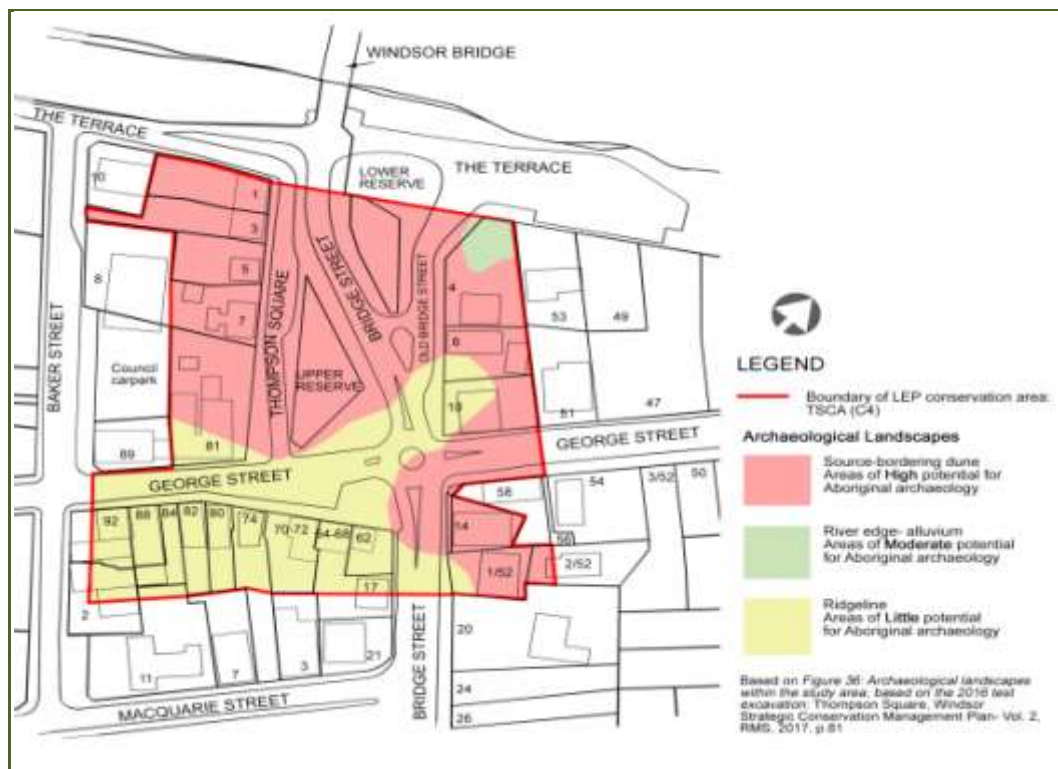 WINDSOR BRIDGE
THE TERRACE
LOWER
RESERVE
THE TERRACE
10
1
3
5
7
8
BAKER STREET
THOMPSON SQUARE
BRIDGE STREET
OLD BRIDGE STREET
UPPER
RESERVE
4
6
10
53
49
51
47
Council
carpark
89
81
GEORGE STREET
GEORGE STREET
92
88
84
82
80
74
70-72
64-68
62
17
14
58
54
3/52
50
56
1/52
2/52
2
11
7
3
21
20
24
26
BRIDGE STREET
MACQUARIE STREET
LEGEND
Boundary of LEP conservation area:
TSCA (C4)
Archaeological Landscapes
Source-bordering dune
Areas of High potential for
Aboriginal archaeology
River edge- alluvium
Areas of Moderate potential
for Aboriginal archaeology
Ridgeline
Areas of Little potential
for Aboriginal archaeology
Based on Figure 36: Archaeological landscapes
within the study area, based on the 2016 test
excavation; Thompson Square, Windsor
Strategic Conservation Management Plan- Vol. 2,
RMS, 2017, p.81